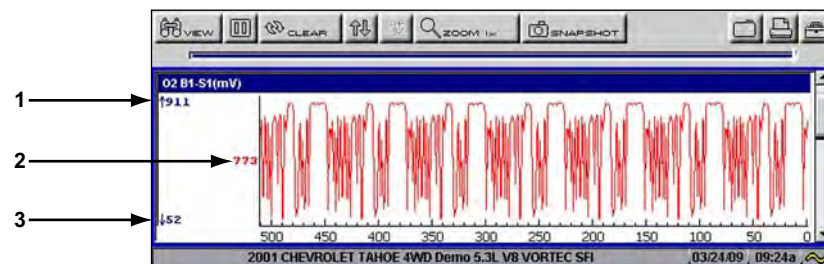 VIEW CLEAR ZOOM 1x SNAPSHOT
O2 B1-S1(mV)
1 ↑911
2 773
3 ↓52
500 450 400 350 300 250 200 150 100 50 0
2001 CHEVROLET TAHOE 4WD Demo 5.3L V8 VORTEC SFI 03/24/09 09:24a